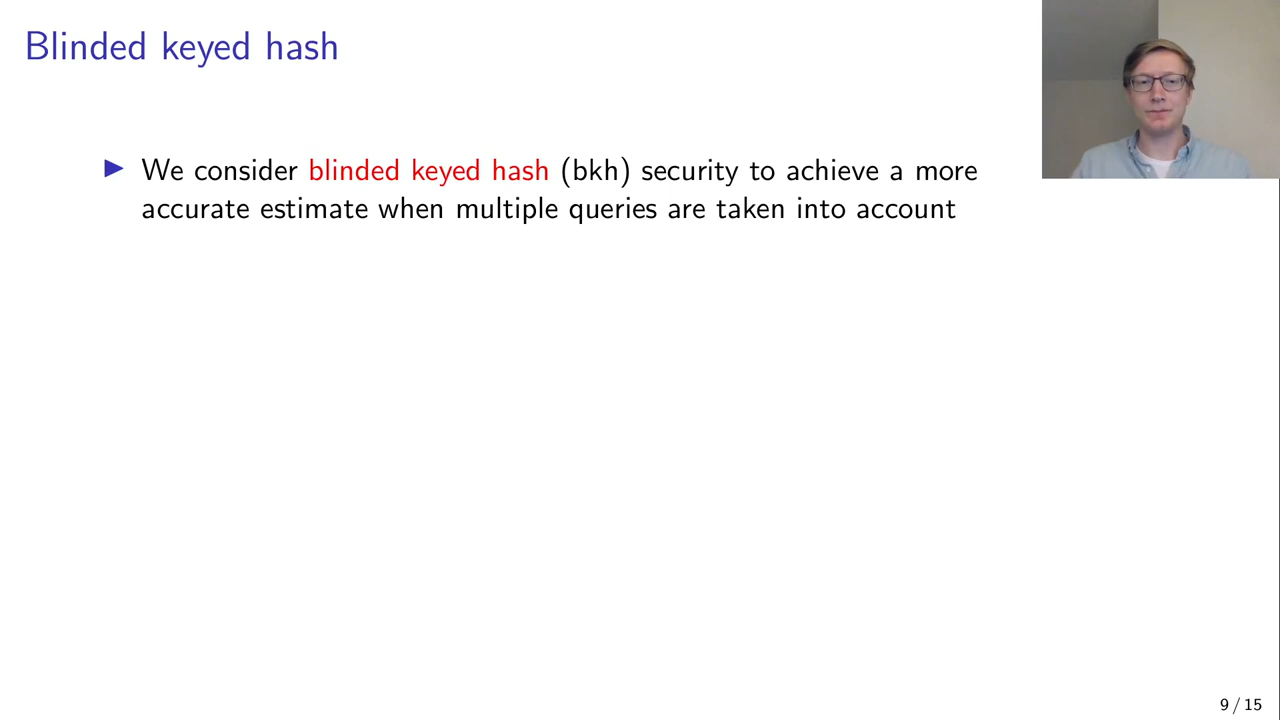 Blinded keyed hash
▶ We consider blinded keyed hash (bkh) security to achieve a more
accurate estimate when multiple queries are taken into account
9 / 15